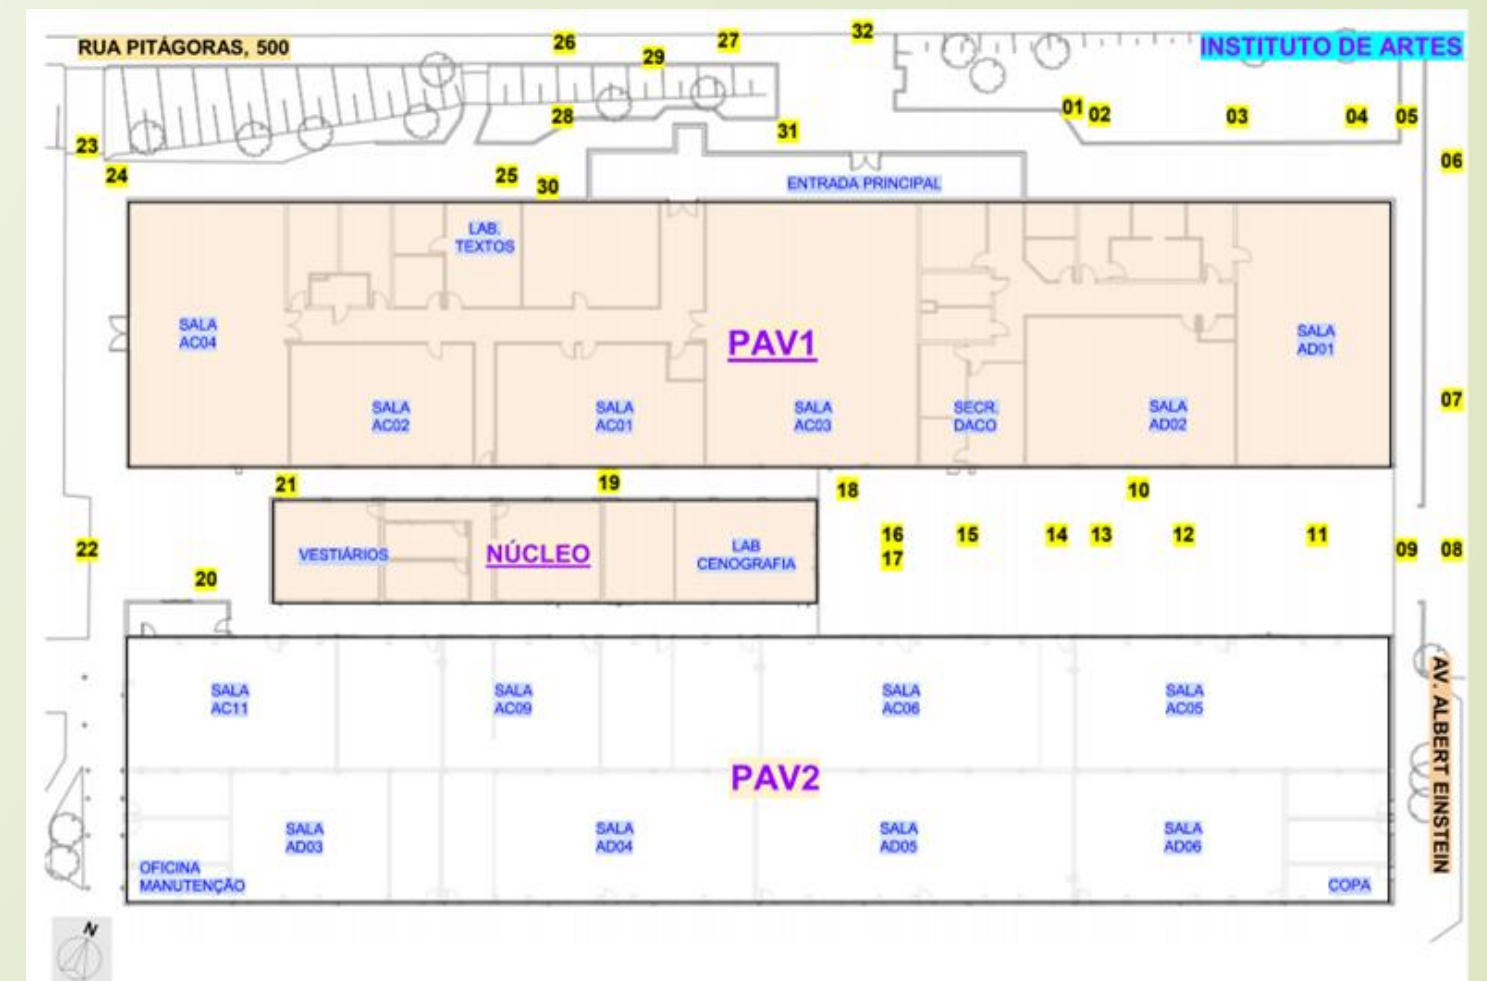 RUA PITÁGORAS, 500
INSTITUTO DE ARTES
26
27
32
29
28
31
01
02
03
04
05
23
24
25
30
06
ENTRADA PRINCIPAL
LAB.
TEXTOS
SALA
AC04
PAV1
SALA
AD01
SALA
AC02
SALA
AC01
SALA
AC03
SECR.
DACO
SALA
AD02
07
21
19
18
10
22
VESTIÁRIOS
NÚCLEO
LAB
CENOGRAFIA
16
17
15
14
13
12
11
09
08
20
SALA
AC11
SALA
AC09
SALA
AC06
SALA
AC05
PAV2
AV. ALBERT EINSTEIN
SALA
AD03
SALA
AD04
SALA
AD05
SALA
AD06
OFICINA
MANUTENÇÃO
COPA
N